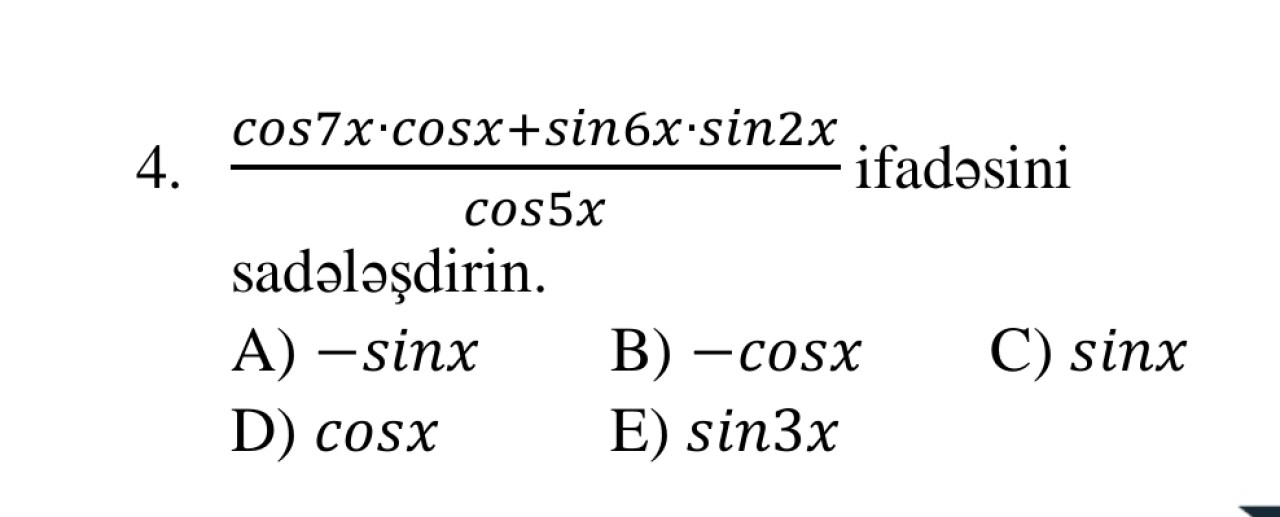 4. cos7x·cosx+sin6x·sin2x / cos5x ifadəsini
sadələşdirin.
A) −sinx B) −cosx C) sinx
D) cosx E) sin3x